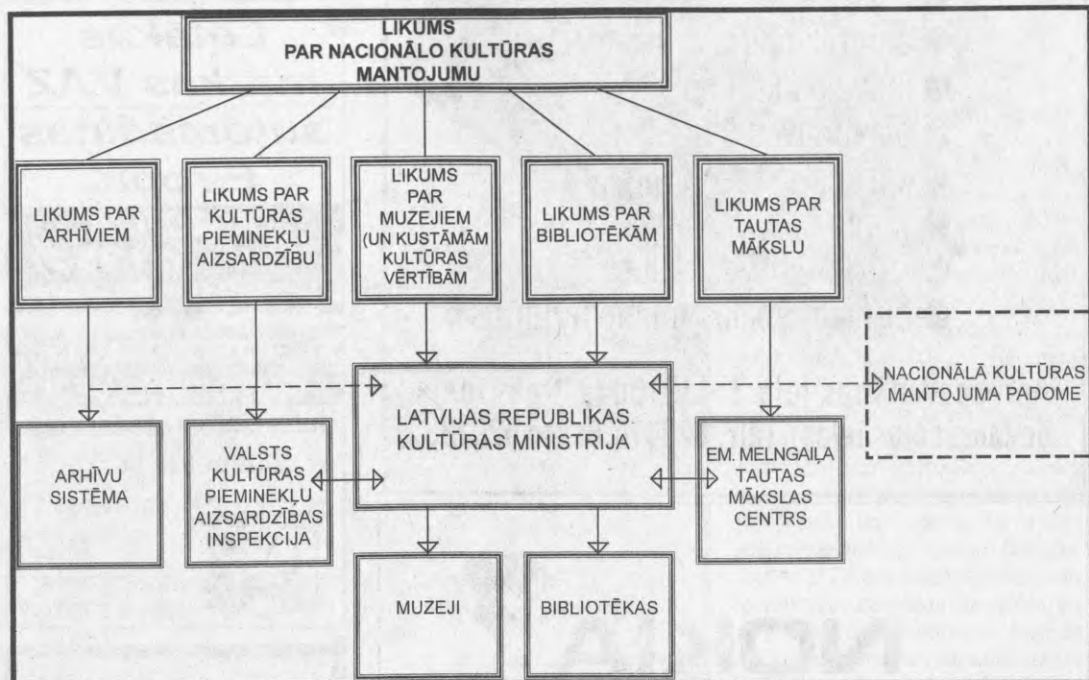 LIKUMS
PAR NACIONĀLO KULTŪRAS
MANTOJUMU
LIKUMS PAR
ARHĪVIEM
LIKUMS PAR
KULTŪRAS
PIEMINEKĻU
AIZSARDZĪBU
LIKUMS
PAR
MUZEJIEM
(UN KUSTĀMĀM
KULTŪRAS
VĒRTĪBĀM
LIKUMS PAR
BIBLIOTĒKĀM
LIKUMS PAR
TAUTAS
MĀKSLU
NACIONĀLĀ KULTŪRAS
MANTOJUMA PADOME
LATVIJAS REPUBLIKAS
KULTŪRAS MINISTRIJA
ARHĪVU
SISTĒMA
VALSTS
KULTŪRAS
PIEMINEKĻU
AIZSARDZĪBAS
INSPEKCIJA
EM. MELNGAIĻA
TAUTAS
MĀKSLAS
CENTRS
MUZEJI
BIBLIOTĒKAS